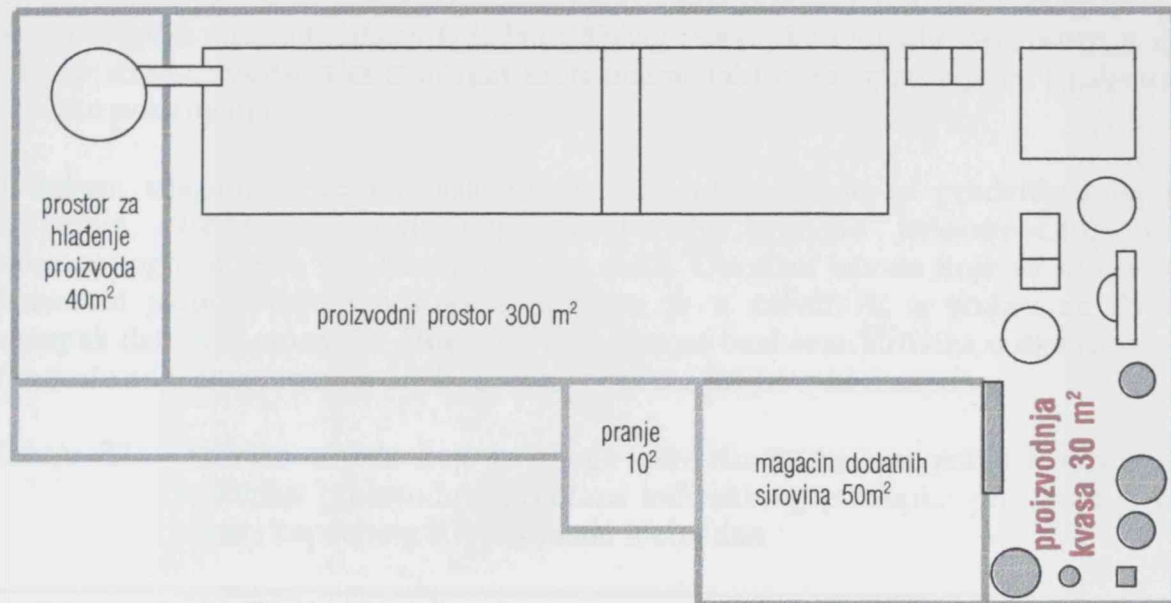 prostor za
hlađenje
proizvoda
40m²
proizvodni prostor 300 m²
pranje
10²
magacin dodatnih
sirovina 50m²
proizvodnja
kvasa 30 m²